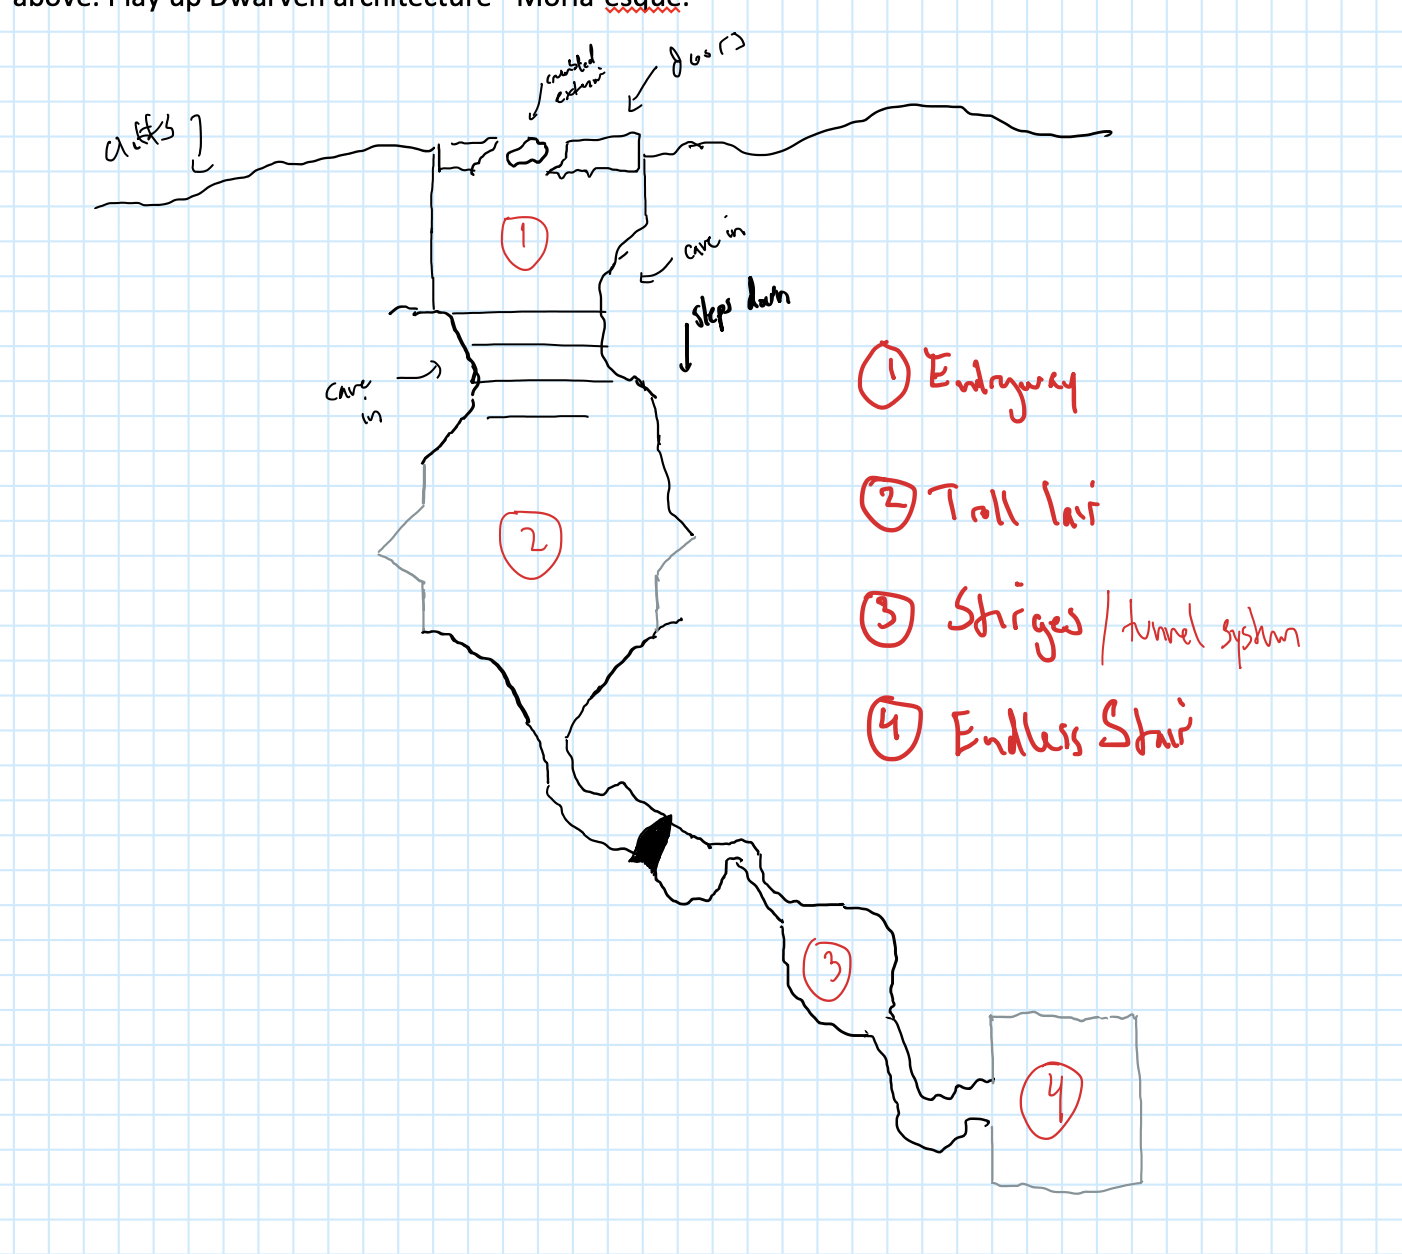 above. Play up Dwarven architecture - Moria-esque.
crumbled
exterior
doors
cliffs
cave in
steps down
cave
in
1
2
3
4
1 Entryway
2 Troll lair
3 Stirges / tunnel system
4 Endless Stair